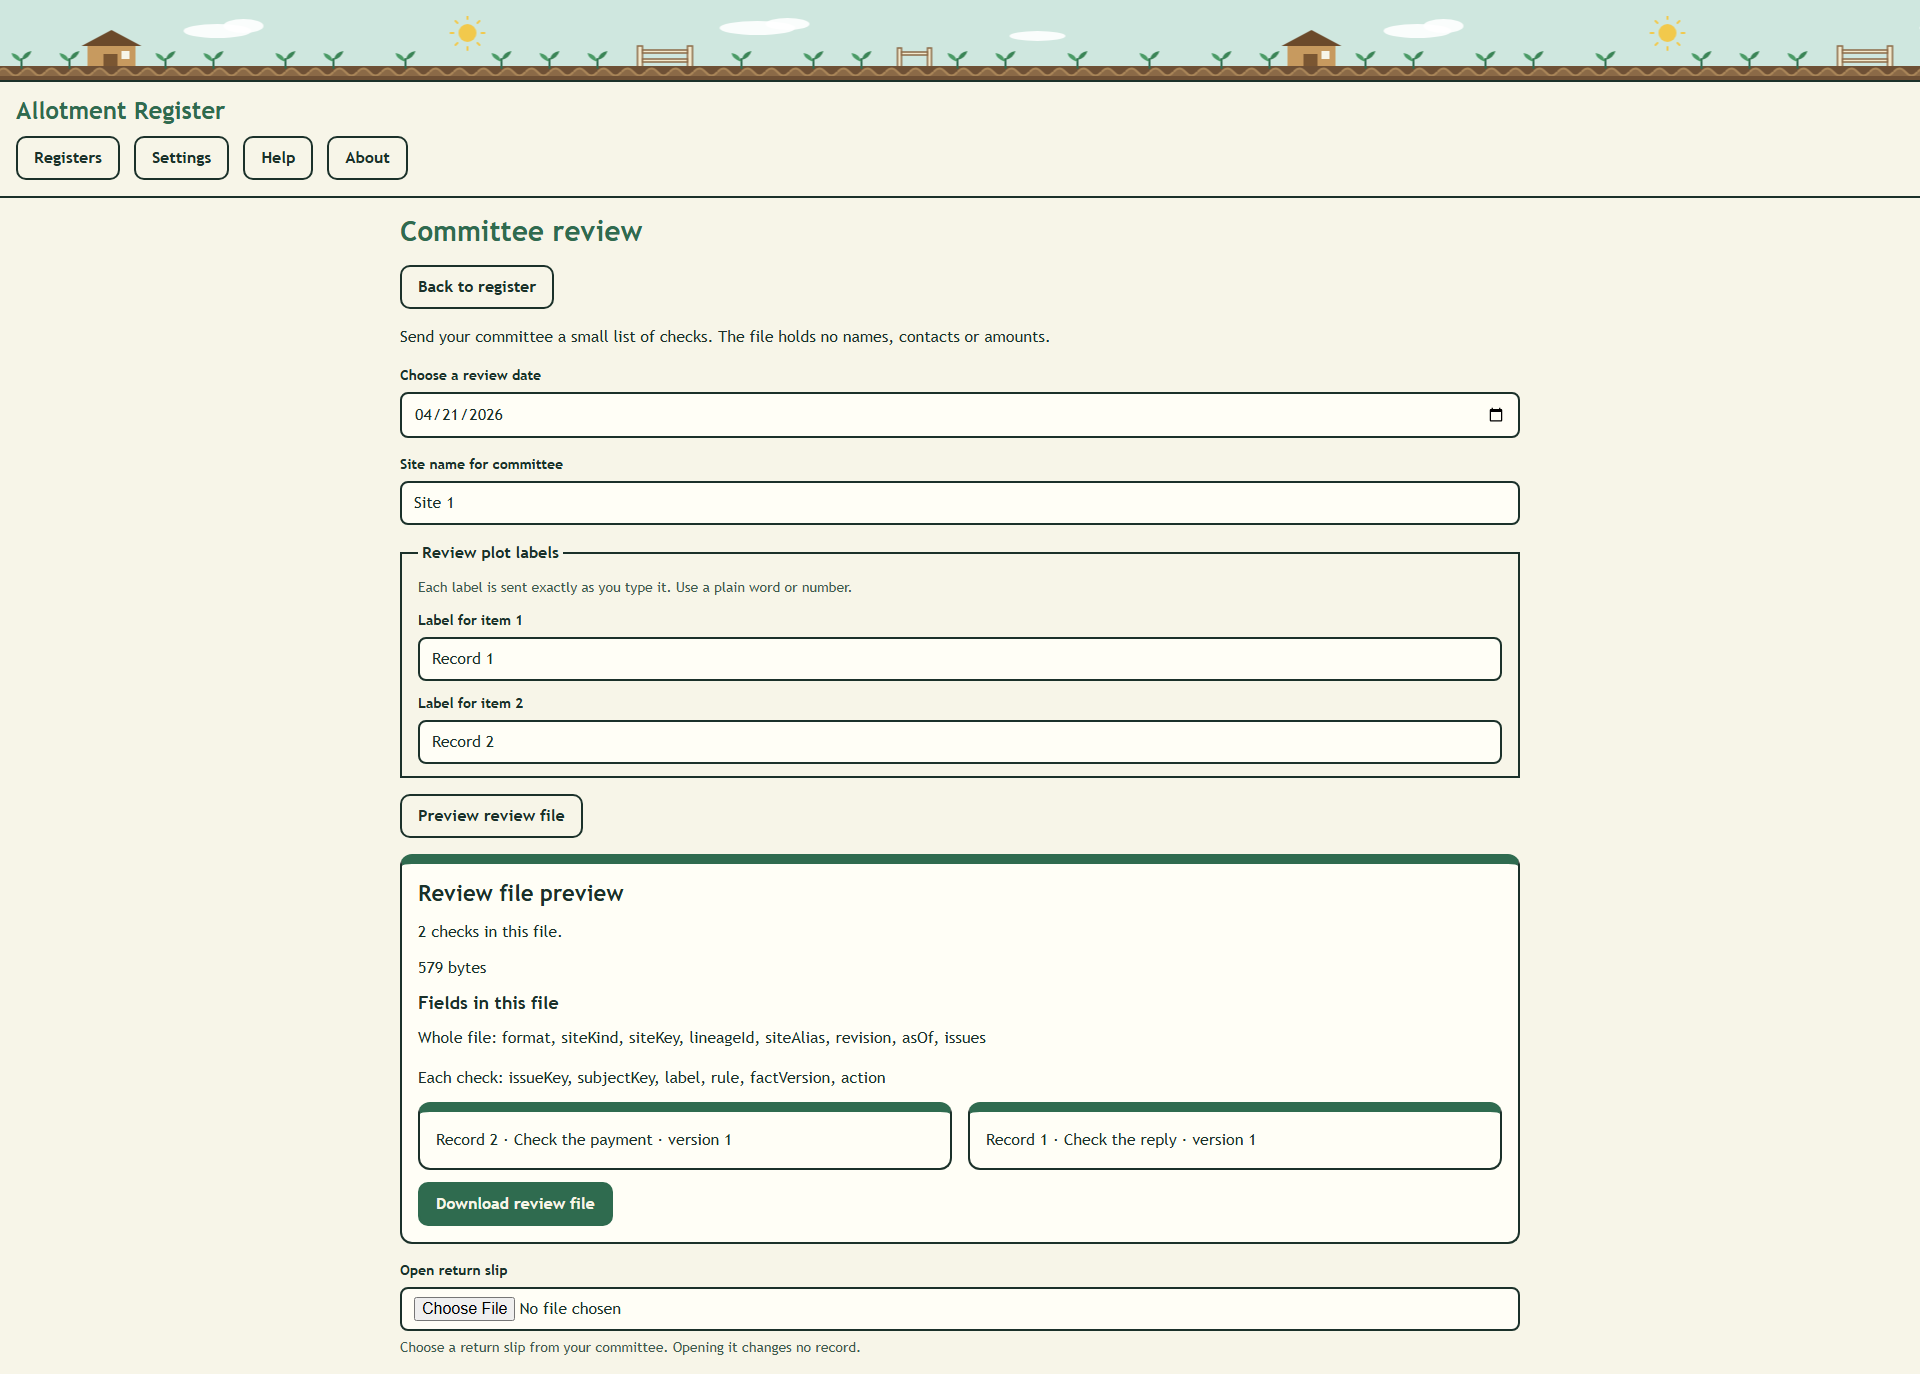 Allotment Register
Registers
Settings
Help
About
Committee review
Back to register
Send your committee a small list of checks. The file holds no names, contacts or amounts.
Choose a review date
04/21/2026
Site name for committee
Site 1
Review plot labels
Each label is sent exactly as you type it. Use a plain word or number.
Label for item 1
Record 1
Label for item 2
Record 2
Preview review file
Review file preview
2 checks in this file.
579 bytes
Fields in this file
Whole file: format, siteKind, siteKey, lineageId, siteAlias, revision, asOf, issues
Each check: issueKey, subjectKey, label, rule, factVersion, action
Record 2 · Check the payment · version 1
Record 1 · Check the reply · version 1
Download review file
Open return slip
Choose File No file chosen
Choose a return slip from your committee. Opening it changes no record.